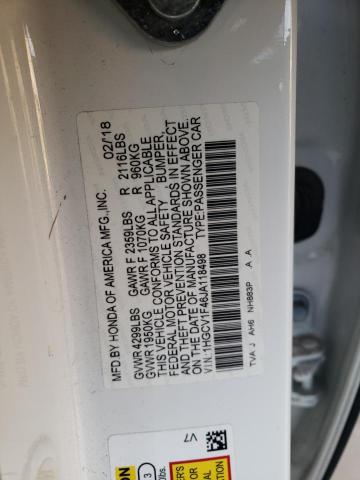 MFD BY HONDA OF AMERICA MFG.,INC. 02/'18
GVWR 4299LBS GAWR F 2359LBS R 2116LBS
GVWR 1950KG GAWR F 1070KG R 960KG
THIS VEHICLE CONFORMS TO ALL APPLICABLE
FEDERAL MOTOR VEHICLE SAFETY, BUMPER,
AND THEFT PREVENTION STANDARDS IN EFFECT
ON THE DATE OF MANUFACTURE SHOWN ABOVE.
V.I.N.:1HGCV1F46JA118498 TYPE:PASSENGER CAR
TVA J AH6 NH883P A .A
V7
3